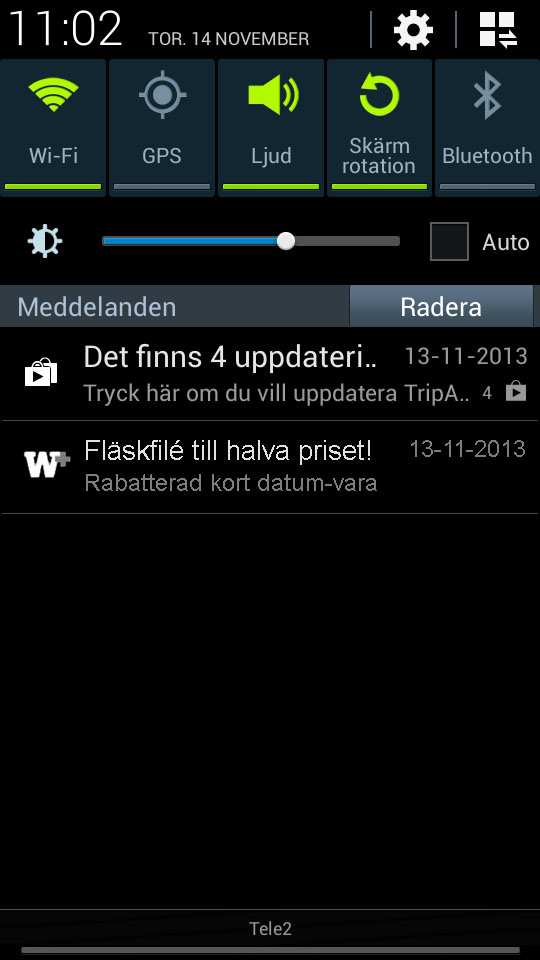 11:02 TOR. 14 NOVEMBER
Wi-Fi GPS Ljud Skärm rotation Bluetooth
Auto
Meddelanden Radera
Det finns 4 uppdateri.. 13-11-2013
Tryck här om du vill uppdatera TripA.. 4
W+ Fläskfilé till halva priset! 13-11-2013
Rabatterad kort datum-vara
Tele2